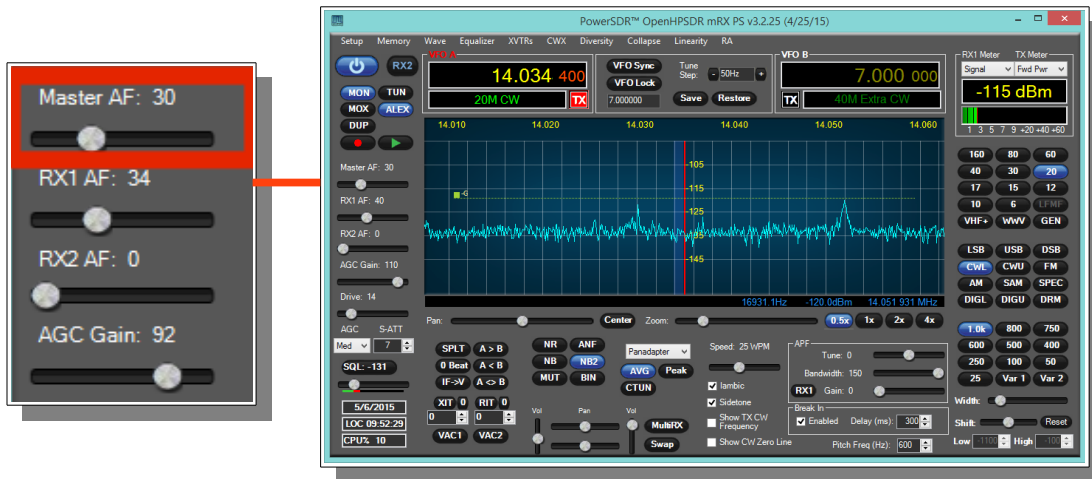 Master AF: 30
RX1 AF: 34
RX2 AF: 0
AGC Gain: 92
PowerSDR™ OpenHPSDR mRX PS v3.2.25 (4/25/15)
Setup Memory Wave Equalizer XVTRs CWX Diversity Collapse Linearity RA
RX2
MON TUN
MOX ALEX
DUP
VFO A
14.034 400
20M CW TX
VFO Sync
VFO Lock
7.000000
Tune
Step: - 50Hz +
Save Restore
VFO B
7.000 000
TX 40M Extra CW
RX1 Meter TX Meter
Signal Fwd Pwr
-115 dBm
1 3 5 7 9 +20 +40 +60
Master AF: 30
RX1 AF: 40
RX2 AF: 0
AGC Gain: 110
Drive: 14
AGC S-ATT
Med 7
SQL: -131
5/6/2015
LOC 09:52:29
CPU% 10
14.010 14.020 14.030 14.040 14.050 14.060
-105
-115
-G
-125
-135
-145
16931.1Hz -120.0dBm 14.051 931 MHz
Pan: Center Zoom: 0.5x 1x 2x 4x
160 80 60
40 30 20
17 15 12
10 6 LFMF
VHF+ WWV GEN
LSB USB DSB
CWL CWU FM
AM SAM SPEC
DIGL DIGU DRM
1.0k 800 750
600 500 400
250 100 50
25 Var 1 Var 2
Width:
Shift: Reset
Low -1100 High -100
SPLT A > B
0 Beat A < B
IF->V A <> B
XIT 0 RIT 0
0 0
VAC1 VAC2
NR ANF
NB NB2
MUT BIN
Panadapter
AVG Peak
CTUN
Vol Pan Vol
MultiRX
Swap
Speed: 25 WPM
Iambic
Sidetone
Show TX CW
Frequency
Show CW Zero Line
APF
Tune: 0
Bandwidth: 150
RX1 Gain: 0
Break In
Enabled Delay (ms): 300
Pitch Freq (Hz): 600